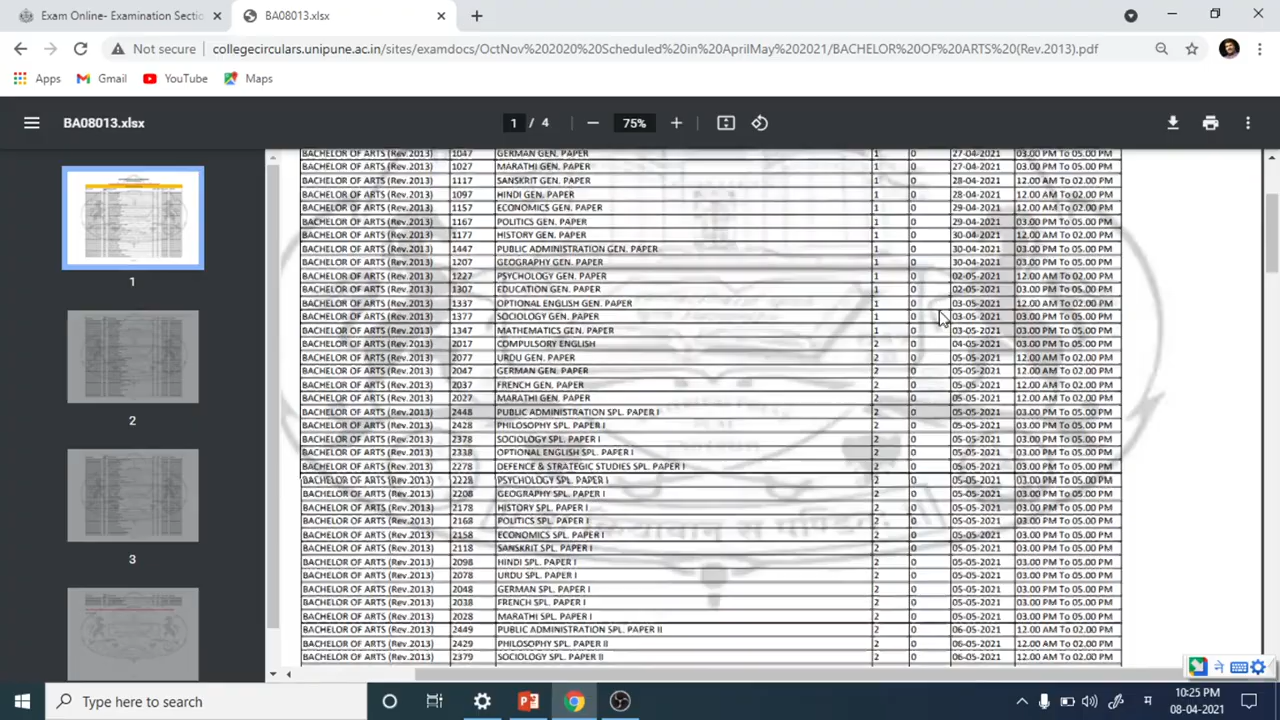 Exam Online- Examination Sectio
BA08013.xlsx
Not secure
collegecirculars.unipune.ac.in/sites/examdocs/OctNov%202020%20Scheduled%20in%20AprilMay%202021/BACHELOR%20OF%20ARTS%20(Rev.2013).pdf
Apps Gmail YouTube Maps
BA08013.xlsx
1 / 4
75%
1
2
3
BACHELOR OF ARTS (Rev.2013) 1047 GERMAN GEN. PAPER 1 0 27-04-2021 03.00 PM To 05.00 PM
BACHELOR OF ARTS (Rev.2013) 1027 MARATHI GEN. PAPER 1 0 27-04-2021 03.00 PM To 05.00 PM
BACHELOR OF ARTS (Rev.2013) 1117 SANSKRIT GEN. PAPER 1 0 28-04-2021 12.00 AM To 02.00 PM
BACHELOR OF ARTS (Rev.2013) 1097 HINDI GEN. PAPER 1 0 28-04-2021 03.00 PM To 05.00 PM
BACHELOR OF ARTS (Rev.2013) 1157 ECONOMICS GEN. PAPER 1 0 29-04-2021 12.00 AM To 02.00 PM
BACHELOR OF ARTS (Rev.2013) 1167 POLITICS GEN. PAPER 1 0 29-04-2021 03.00 PM To 05.00 PM
BACHELOR OF ARTS (Rev.2013) 1177 HISTORY GEN. PAPER 1 0 30-04-2021 12.00 AM To 02.00 PM
BACHELOR OF ARTS (Rev.2013) 1447 PUBLIC ADMINISTRATION GEN. PAPER 1 0 30-04-2021 03.00 PM To 05.00 PM
BACHELOR OF ARTS (Rev.2013) 1207 GEOGRAPHY GEN. PAPER 1 0 30-04-2021 03.00 PM To 05.00 PM
BACHELOR OF ARTS (Rev.2013) 1227 PSYCHOLOGY GEN. PAPER 1 0 02-05-2021 12.00 AM To 02.00 PM
BACHELOR OF ARTS (Rev.2013) 1307 EDUCATION GEN. PAPER 1 0 02-05-2021 03.00 PM To 05.00 PM
BACHELOR OF ARTS (Rev.2013) 1337 OPTIONAL ENGLISH GEN. PAPER 1 0 03-05-2021 12.00 AM To 02.00 PM
BACHELOR OF ARTS (Rev.2013) 1377 SOCIOLOGY GEN. PAPER 1 0 03-05-2021 03.00 PM To 05.00 PM
BACHELOR OF ARTS (Rev.2013) 1347 MATHEMATICS GEN. PAPER 1 0 03-05-2021 03.00 PM To 05.00 PM
BACHELOR OF ARTS (Rev.2013) 2017 COMPULSORY ENGLISH 2 0 04-05-2021 03.00 PM To 05.00 PM
BACHELOR OF ARTS (Rev.2013) 2077 URDU GEN. PAPER 2 0 05-05-2021 12.00 AM To 02.00 PM
BACHELOR OF ARTS (Rev.2013) 2047 GERMAN GEN. PAPER 2 0 05-05-2021 12.00 AM To 02.00 PM
BACHELOR OF ARTS (Rev.2013) 2037 FRENCH GEN. PAPER 2 0 05-05-2021 12.00 AM To 02.00 PM
BACHELOR OF ARTS (Rev.2013) 2027 MARATHI GEN. PAPER 2 0 05-05-2021 12.00 AM To 02.00 PM
BACHELOR OF ARTS (Rev.2013) 2448 PUBLIC ADMINISTRATION SPL. PAPER I 2 0 05-05-2021 03.00 PM To 05.00 PM
BACHELOR OF ARTS (Rev.2013) 2428 PHILOSOPHY SPL. PAPER I 2 0 05-05-2021 03.00 PM To 05.00 PM
BACHELOR OF ARTS (Rev.2013) 2378 SOCIOLOGY SPL. PAPER I 2 0 05-05-2021 03.00 PM To 05.00 PM
BACHELOR OF ARTS (Rev.2013) 2338 OPTIONAL ENGLISH SPL. PAPER I 2 0 05-05-2021 03.00 PM To 05.00 PM
BACHELOR OF ARTS (Rev.2013) 2278 DEFENCE & STRATEGIC STUDIES SPL. PAPER I 2 0 05-05-2021 03.00 PM To 05.00 PM
BACHELOR OF ARTS (Rev.2013) 2228 PSYCHOLOGY SPL. PAPER I 2 0 05-05-2021 03.00 PM To 05.00 PM
BACHELOR OF ARTS (Rev.2013) 2208 GEOGRAPHY SPL. PAPER I 2 0 05-05-2021 03.00 PM To 05.00 PM
BACHELOR OF ARTS (Rev.2013) 2178 HISTORY SPL. PAPER I 2 0 05-05-2021 03.00 PM To 05.00 PM
BACHELOR OF ARTS (Rev.2013) 2168 POLITICS SPL. PAPER I 2 0 05-05-2021 03.00 PM To 05.00 PM
BACHELOR OF ARTS (Rev.2013) 2158 ECONOMICS SPL. PAPER I 2 0 05-05-2021 03.00 PM To 05.00 PM
BACHELOR OF ARTS (Rev.2013) 2118 SANSKRIT SPL. PAPER I 2 0 05-05-2021 03.00 PM To 05.00 PM
BACHELOR OF ARTS (Rev.2013) 2098 HINDI SPL. PAPER I 2 0 05-05-2021 03.00 PM To 05.00 PM
BACHELOR OF ARTS (Rev.2013) 2078 URDU SPL. PAPER I 2 0 05-05-2021 03.00 PM To 05.00 PM
BACHELOR OF ARTS (Rev.2013) 2048 GERMAN SPL. PAPER I 2 0 05-05-2021 03.00 PM To 05.00 PM
BACHELOR OF ARTS (Rev.2013) 2038 FRENCH SPL. PAPER I 2 0 05-05-2021 03.00 PM To 05.00 PM
BACHELOR OF ARTS (Rev.2013) 2028 MARATHI SPL. PAPER I 2 0 05-05-2021 03.00 PM To 05.00 PM
BACHELOR OF ARTS (Rev.2013) 2449 PUBLIC ADMINISTRATION SPL. PAPER II 2 0 06-05-2021 12.00 AM To 02.00 PM
BACHELOR OF ARTS (Rev.2013) 2429 PHILOSOPHY SPL. PAPER II 2 0 06-05-2021 12.00 AM To 02.00 PM
BACHELOR OF ARTS (Rev.2013) 2379 SOCIOLOGY SPL. PAPER II 2 0 06-05-2021 12.00 AM To 02.00 PM
Type here to search
10:25 PM
08-04-2021